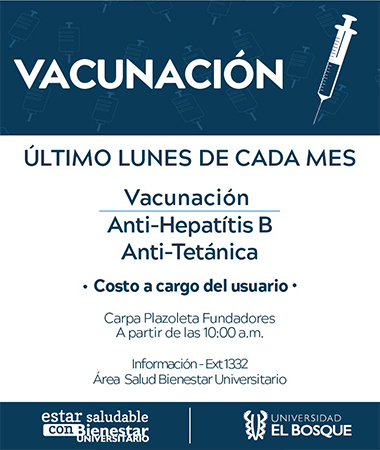 VACUNACIÓN
ÚLTIMO LUNES DE CADA MES
Vacunación
Anti-Hepatítis B
Anti-Tetánica
• Costo a cargo del usuario •
Carpa Plazoleta Fundadores
A partir de las 10:00 a.m.
Información - Ext 1332
Área Salud Bienestar Universitario
estar saludable
con Bienestar
UNIVERSITARIO
UNIVERSIDAD
EL BOSQUE